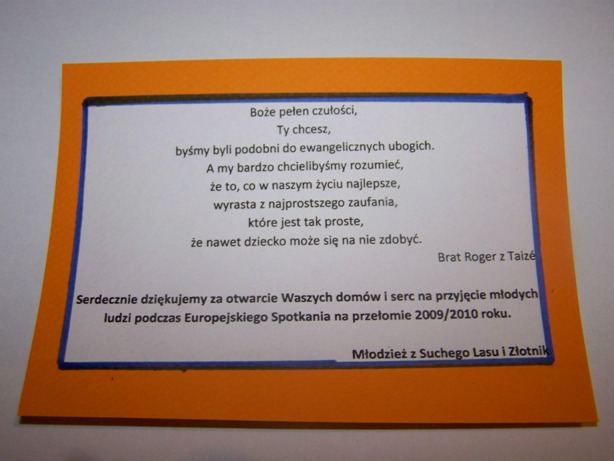 Boże pełen czułości,
Ty chcesz,
byśmy byli podobni do ewangelicznych ubogich.
A my bardzo chcielibyśmy rozumieć,
że to, co w naszym życiu najlepsze,
wyrasta z najprostszego zaufania,
które jest tak proste,
że nawet dziecko może się na nie zdobyć.
Brat Roger z Taizé
Serdecznie dziękujemy za otwarcie Waszych domów i serc na przyjęcie młodych
ludzi podczas Europejskiego Spotkania na przełomie 2009/2010 roku.
Młodzież z Suchego Lasu i Złotnik